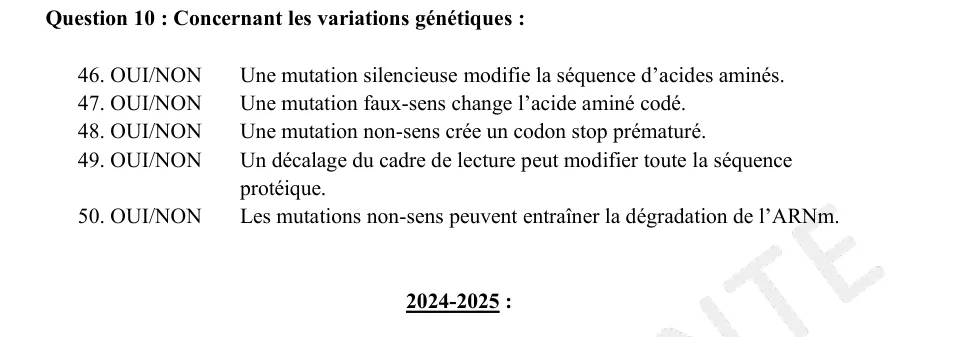 Question 10 : Concernant les variations génétiques :
46. OUI/NON Une mutation silencieuse modifie la séquence d’acides aminés.
47. OUI/NON Une mutation faux-sens change l’acide aminé codé.
48. OUI/NON Une mutation non-sens crée un codon stop prématuré.
49. OUI/NON Un décalage du cadre de lecture peut modifier toute la séquence
protéique.
50. OUI/NON Les mutations non-sens peuvent entraîner la dégradation de l’ARNm.
2024-2025 :
NTE